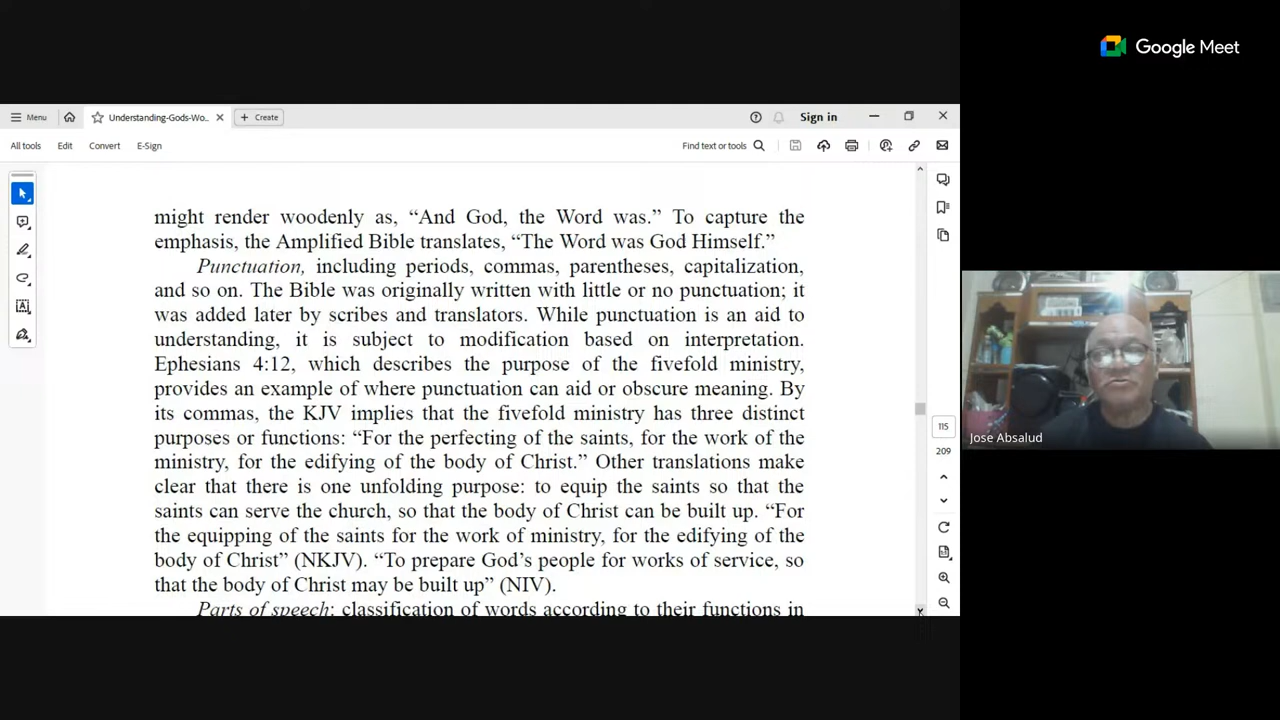 Google Meet
Menu
Understanding-Gods-Wo...
Create
Sign in
All tools
Edit
Convert
E-Sign
Find text or tools
might render woodenly as, “And God, the Word was.” To capture the
emphasis, the Amplified Bible translates, “The Word was God Himself.”
Punctuation, including periods, commas, parentheses, capitalization,
and so on. The Bible was originally written with little or no punctuation; it
was added later by scribes and translators. While punctuation is an aid to
understanding, it is subject to modification based on interpretation.
Ephesians 4:12, which describes the purpose of the fivefold ministry,
provides an example of where punctuation can aid or obscure meaning. By
its commas, the KJV implies that the fivefold ministry has three distinct
purposes or functions: “For the perfecting of the saints, for the work of the
ministry, for the edifying of the body of Christ.” Other translations make
clear that there is one unfolding purpose: to equip the saints so that the
saints can serve the church, so that the body of Christ can be built up. “For
the equipping of the saints for the work of ministry, for the edifying of the
body of Christ” (NKJV). “To prepare God’s people for works of service, so
that the body of Christ may be built up” (NIV).
Parts of speech: classification of words according to their functions in
115
209
Jose Absalud